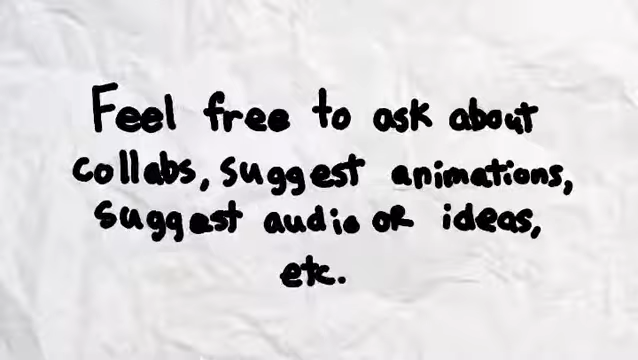 Feel free to ask about
collabs, suggest animations,
suggest audio or ideas,
etc.